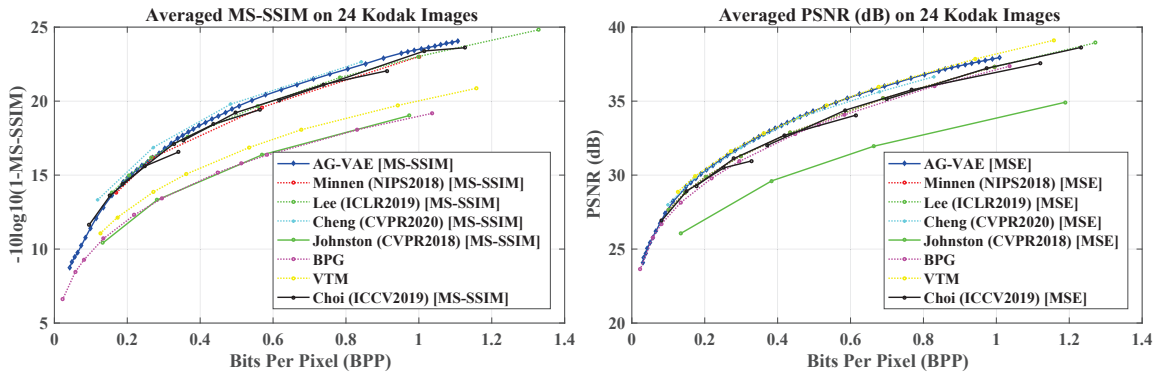 Averaged MS-SSIM on 24 Kodak Images
25
20
15
10
5
-10log10(1-MS-SSIM)
AG-VAE [MS-SSIM]
Minnen (NIPS2018) [MS-SSIM]
Lee (ICLR2019) [MS-SSIM]
Cheng (CVPR2020) [MS-SSIM]
Johnston (CVPR2018) [MS-SSIM]
BPG
VTM
Choi (ICCV2019) [MS-SSIM]
0 0.2 0.4 0.6 0.8 1 1.2 1.4
Bits Per Pixel (BPP)
Averaged PSNR (dB) on 24 Kodak Images
40
35
30
25
20
PSNR (dB)
AG-VAE [MSE]
Minnen (NIPS2018) [MSE]
Lee (ICLR2019) [MSE]
Cheng (CVPR2020) [MSE]
Johnston (CVPR2018) [MSE]
BPG
VTM
Choi (ICCV2019) [MSE]
0 0.2 0.4 0.6 0.8 1 1.2 1.4
Bits Per Pixel (BPP)